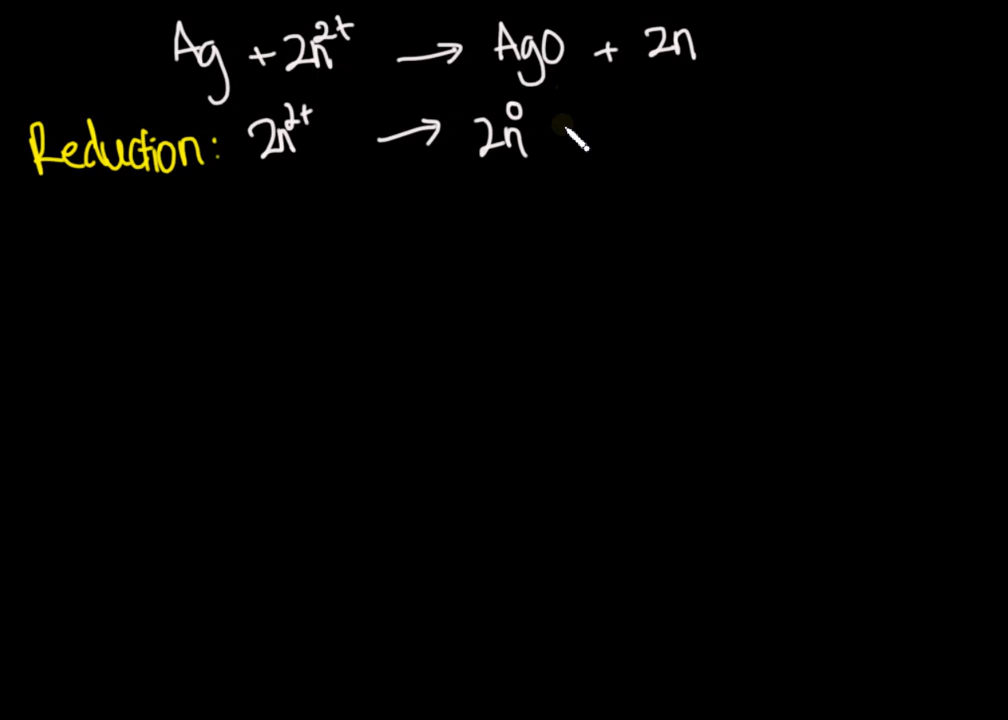 Ag + Zn²⁺ → AgO + Zn
Reduction: Zn²⁺ → Zn⁰